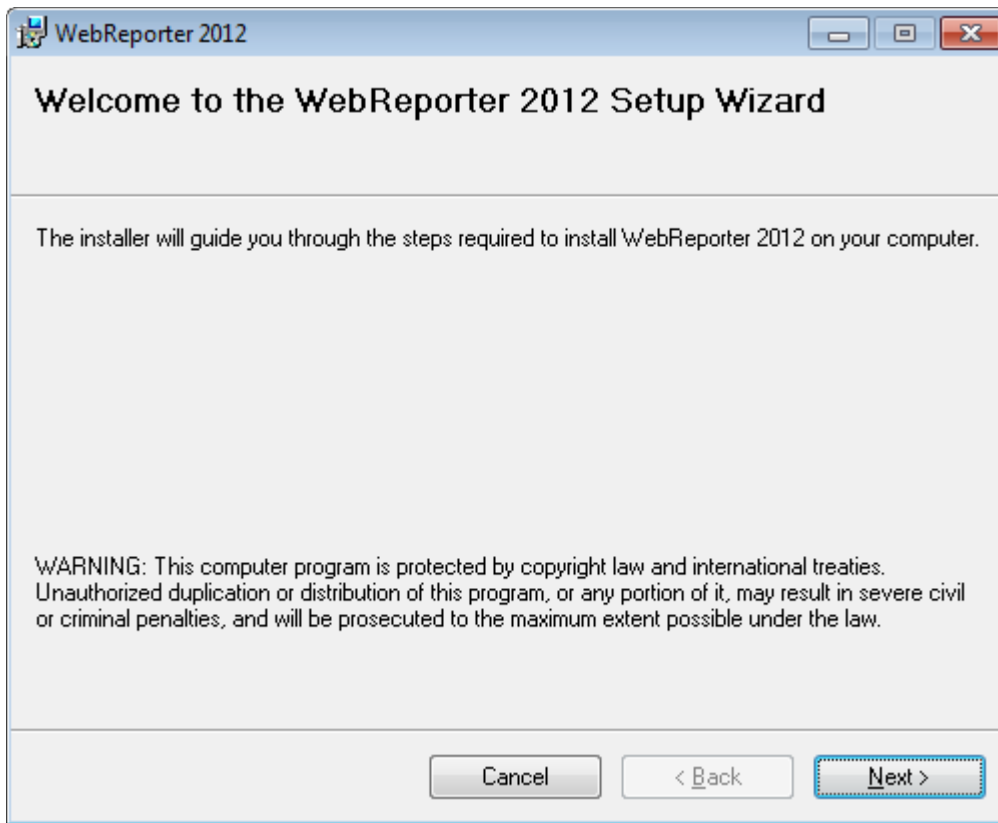 WebReporter 2012
Welcome to the WebReporter 2012 Setup Wizard
The installer will guide you through the steps required to install WebReporter 2012 on your computer.
WARNING: This computer program is protected by copyright law and international treaties.
Unauthorized duplication or distribution of this program, or any portion of it, may result in severe civil
or criminal penalties, and will be prosecuted to the maximum extent possible under the law.
Cancel < Back Next >